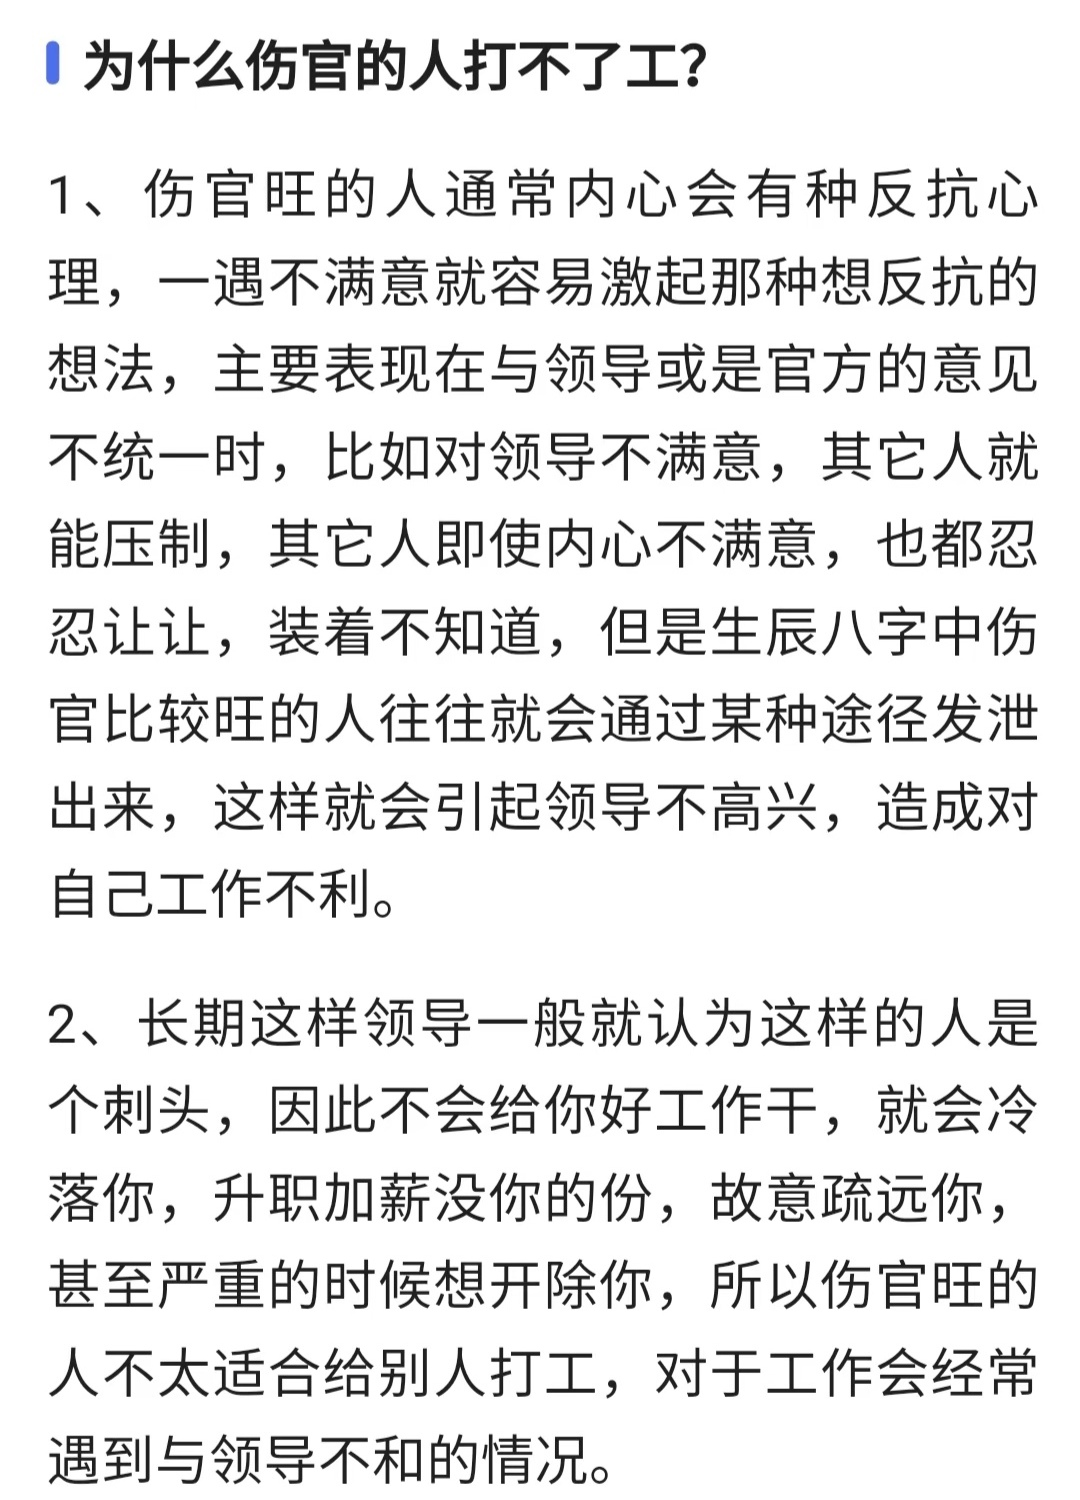 为什么伤官的人打不了工？
1、伤官旺的人通常内心会有种反抗心
理，一遇不满意就容易激起那种想反抗的
想法，主要表现在与领导或是官方的意见
不统一时，比如对领导不满意，其它人就
能压制，其它人即使内心不满意，也都忍
忍让让，装着不知道，但是生辰八字中伤
官比较旺的人往往就会通过某种途径发泄
出来，这样就会引起领导不高兴，造成对
自己工作不利。
2、长期这样领导一般就认为这样的人是
个刺头，因此不会给你好工作干，就会冷
落你，升职加薪没你的份，故意疏远你，
甚至严重的时候想开除你，所以伤官旺的
人不太适合给别人打工，对于工作会经常
遇到与领导不和的情况。